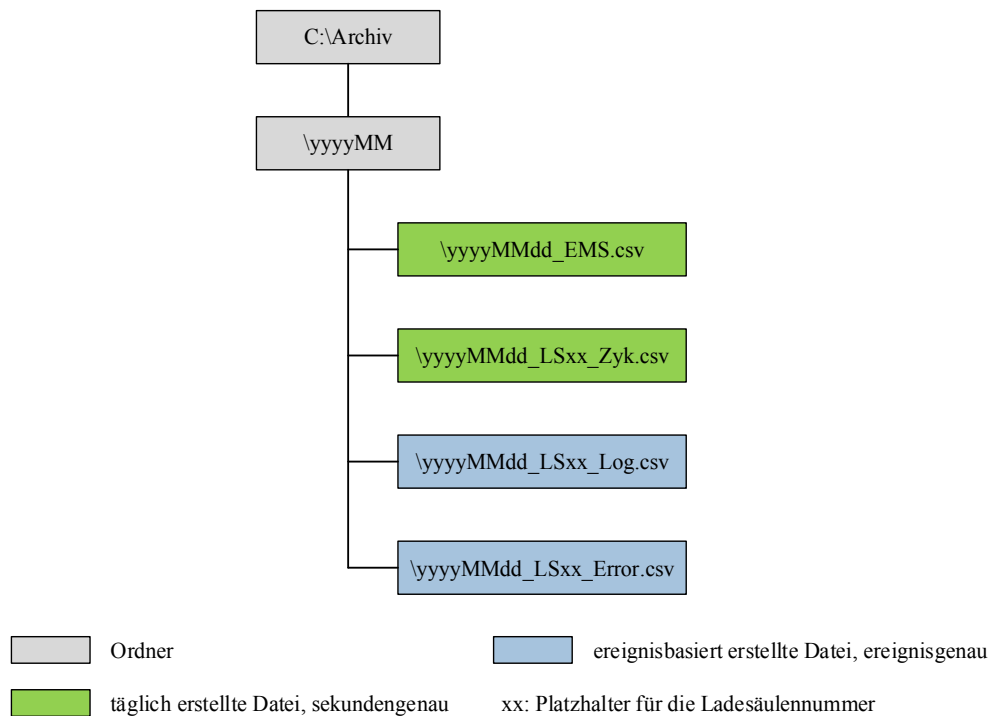 C:\Archiv
\yyyyMM
\yyyyMMdd_EMS.csv
\yyyyMMdd_LSxx_Zyk.csv
\yyyyMMdd_LSxx_Log.csv
\yyyyMMdd_LSxx_Error.csv
Ordner
ereignisbasiert erstellte Datei, ereignisgenau
täglich erstellte Datei, sekundengenau
xx: Platzhalter für die Ladesäulennummer